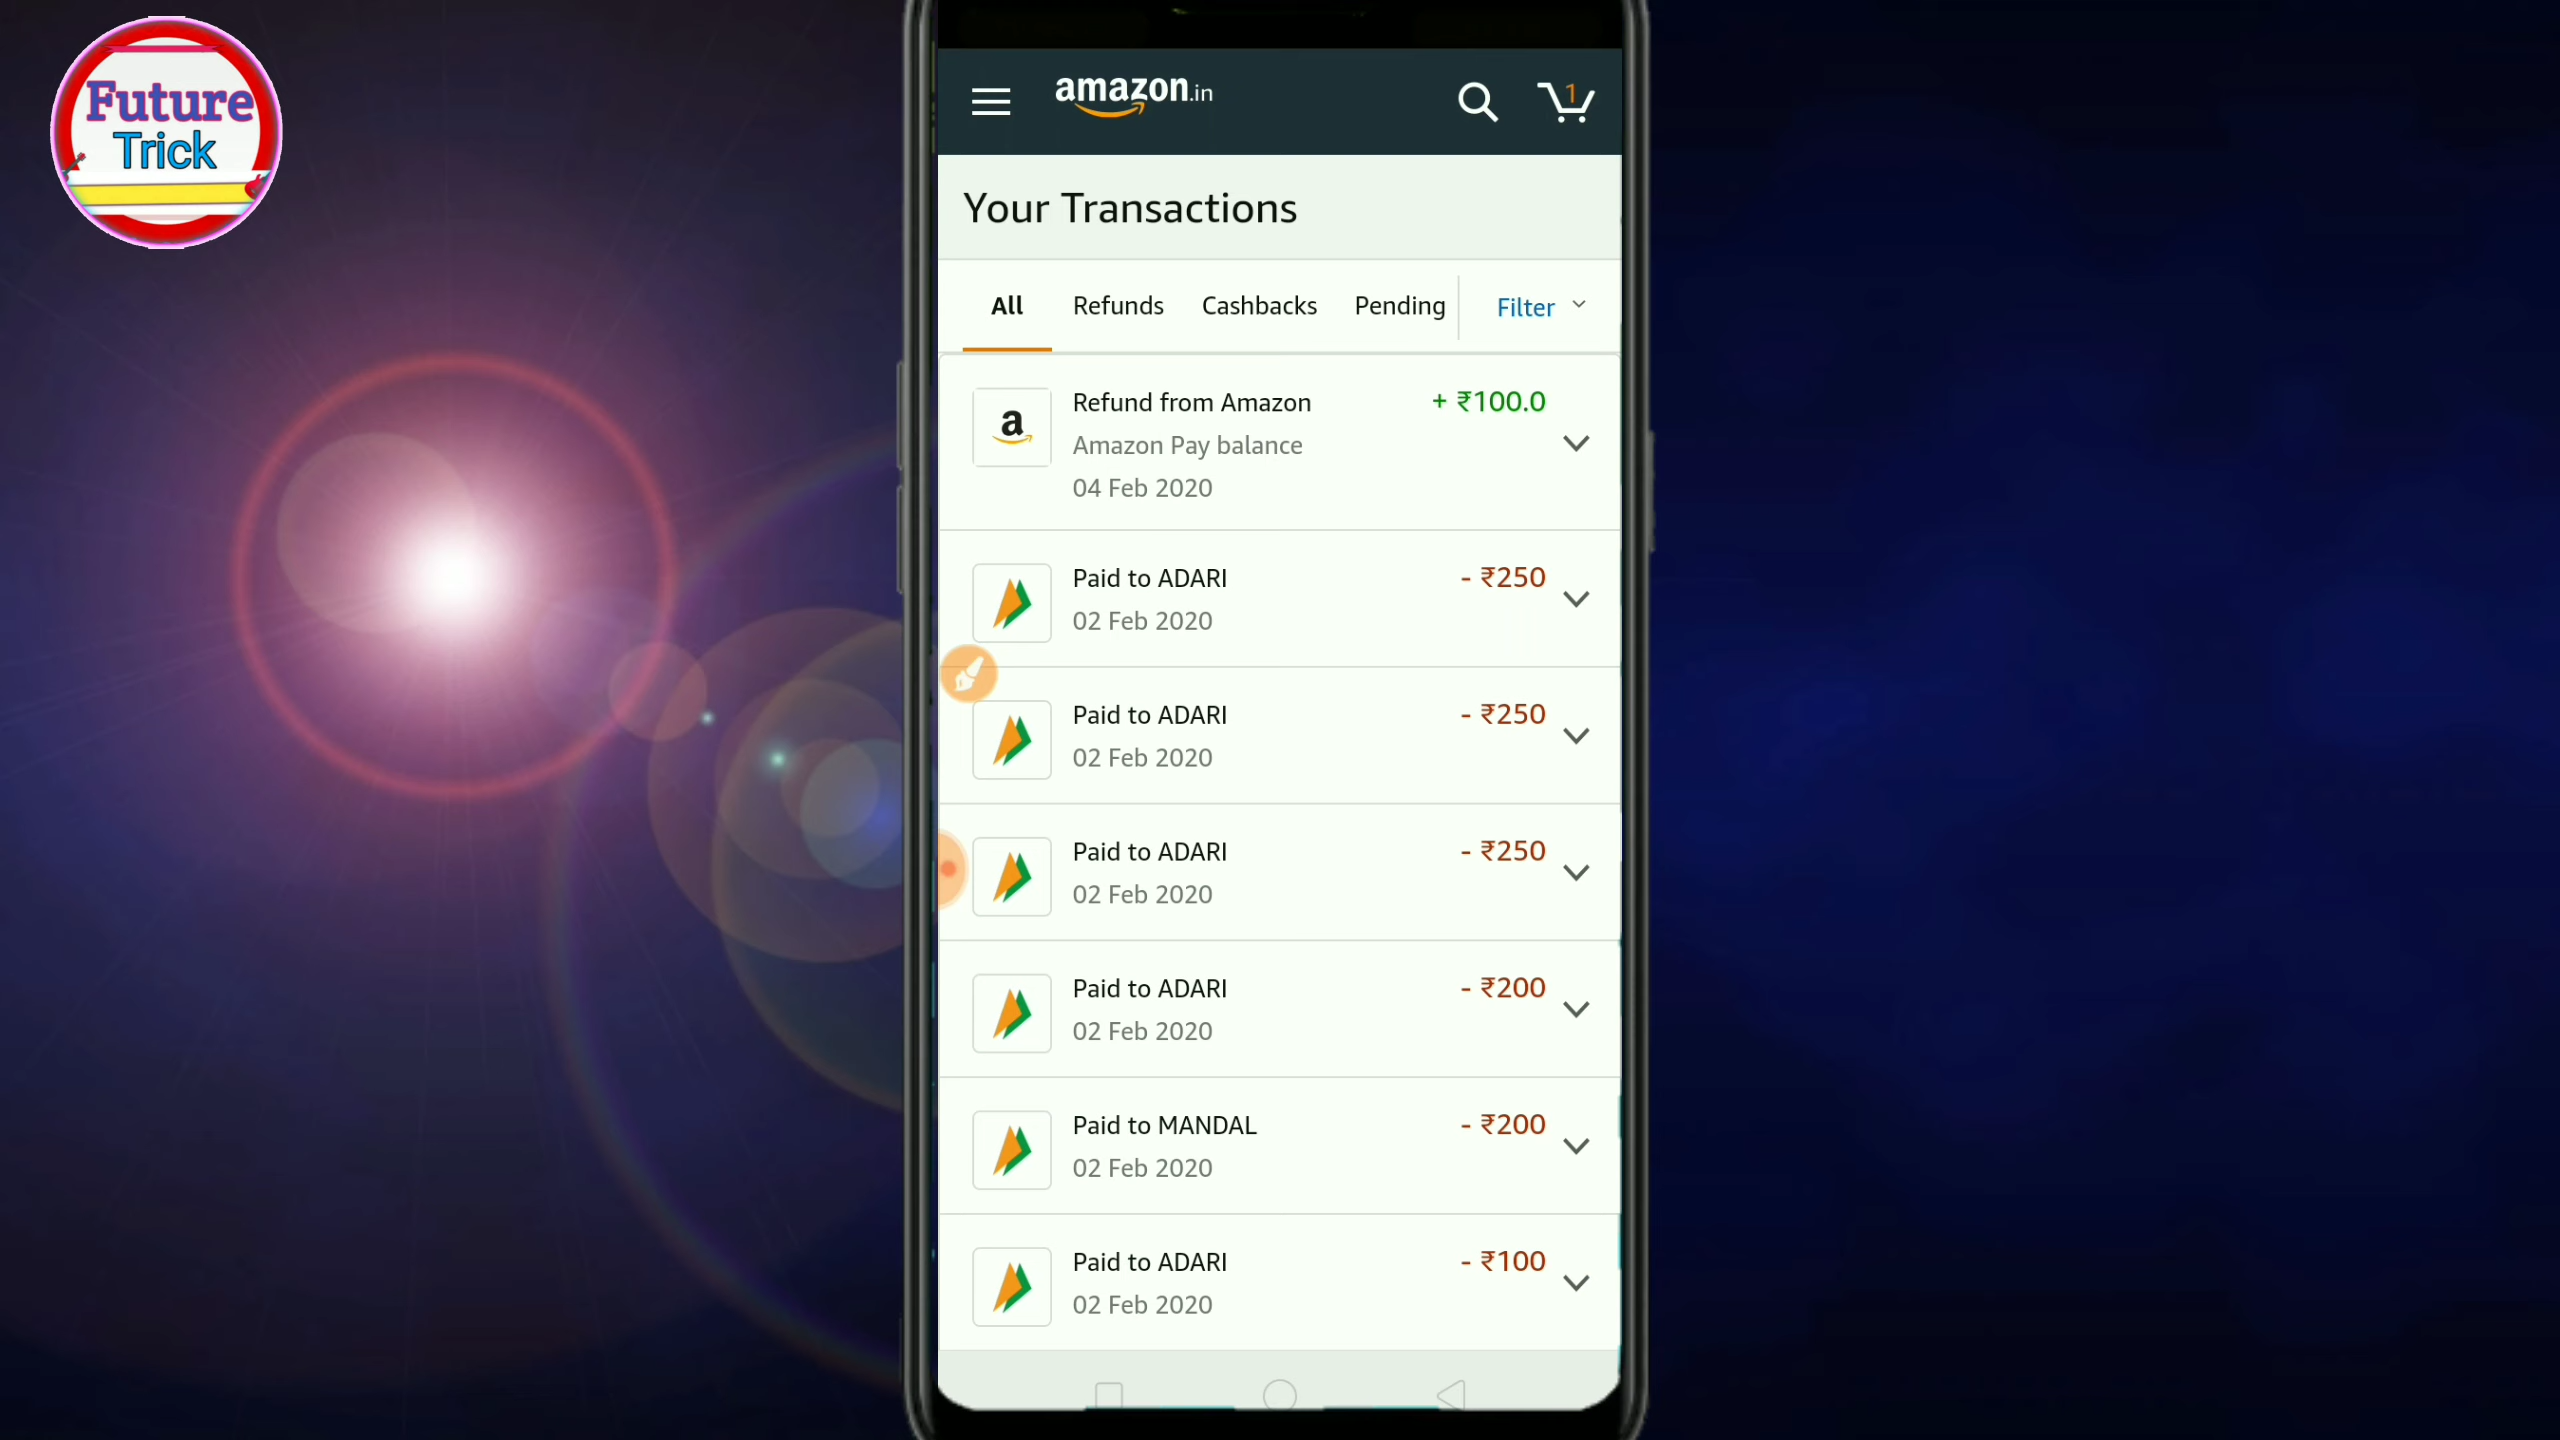 Future
Trick
amazon.in
1
Your Transactions
All Refunds Cashbacks Pending Filter
a
Refund from Amazon + ₹100.0
Amazon Pay balance
04 Feb 2020
Paid to ADARI - ₹250
02 Feb 2020
Paid to ADARI - ₹250
02 Feb 2020
Paid to ADARI - ₹250
02 Feb 2020
Paid to ADARI - ₹200
02 Feb 2020
Paid to MANDAL - ₹200
02 Feb 2020
Paid to ADARI - ₹100
02 Feb 2020